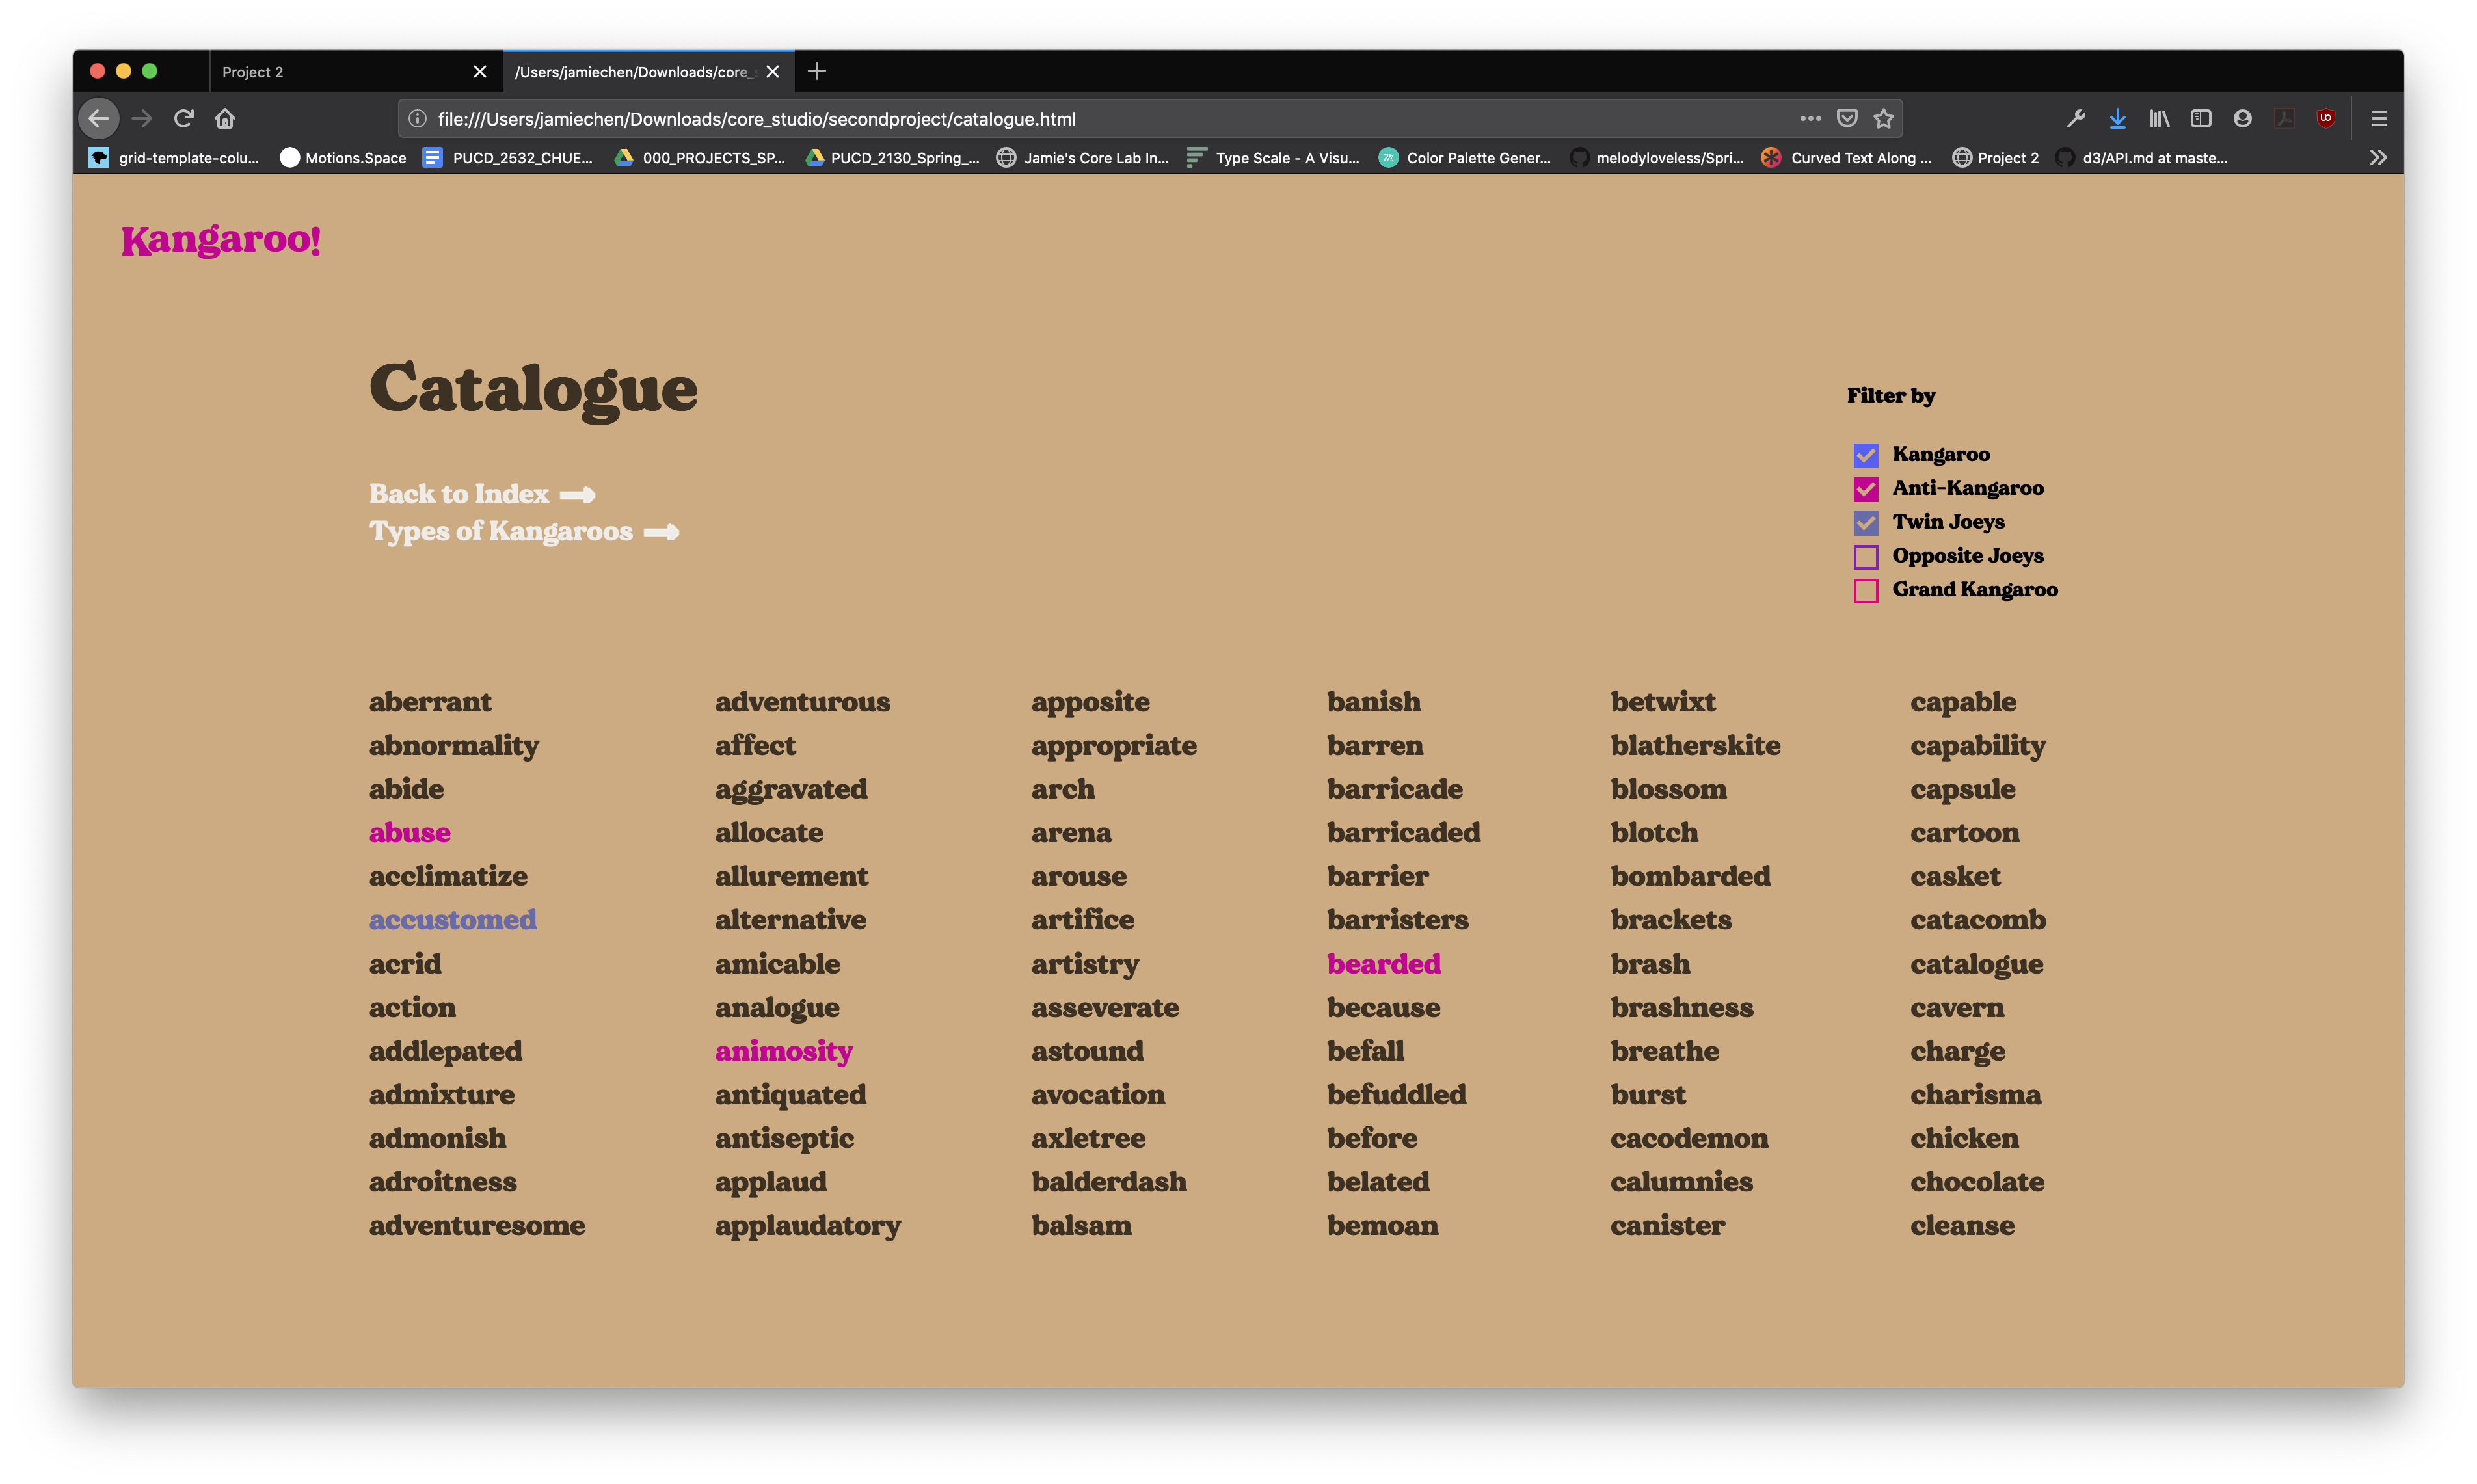 Project 2
/Users/jamiechen/Downloads/core_
file:///Users/jamiechen/Downloads/core_studio/secondproject/catalogue.html
grid-template-colu... Motions.Space PUCD_2532_CHUE... 000_PROJECTS_SP... PUCD_2130_Spring_... Jamie's Core Lab In... Type Scale - A Visu... Color Palette Gener... melodyloveless/Spri... Curved Text Along ... Project 2 d3/API.md at maste...
Kangaroo!
Catalogue
Back to Index
Types of Kangaroos
Filter by
Kangaroo
Anti-Kangaroo
Twin Joeys
Opposite Joeys
Grand Kangaroo
aberrant
abnormality
abide
abuse
acclimatize
accustomed
acrid
action
addlepated
admixture
admonish
adroitness
adventuresome
adventurous
affect
aggravated
allocate
allurement
alternative
amicable
analogue
animosity
antiquated
antiseptic
applaud
applaudatory
apposite
appropriate
arch
arena
arouse
artifice
artistry
asseverate
astound
avocation
axletree
balderdash
balsam
banish
barren
barricade
barricaded
barrier
barristers
bearded
because
befall
befuddled
before
belated
bemoan
betwixt
blatherskite
blossom
blotch
bombarded
brackets
brash
brashness
breathe
burst
cacodemon
calumnies
canister
capable
capability
capsule
cartoon
casket
catacomb
catalogue
cavern
charge
charisma
chicken
chocolate
cleanse